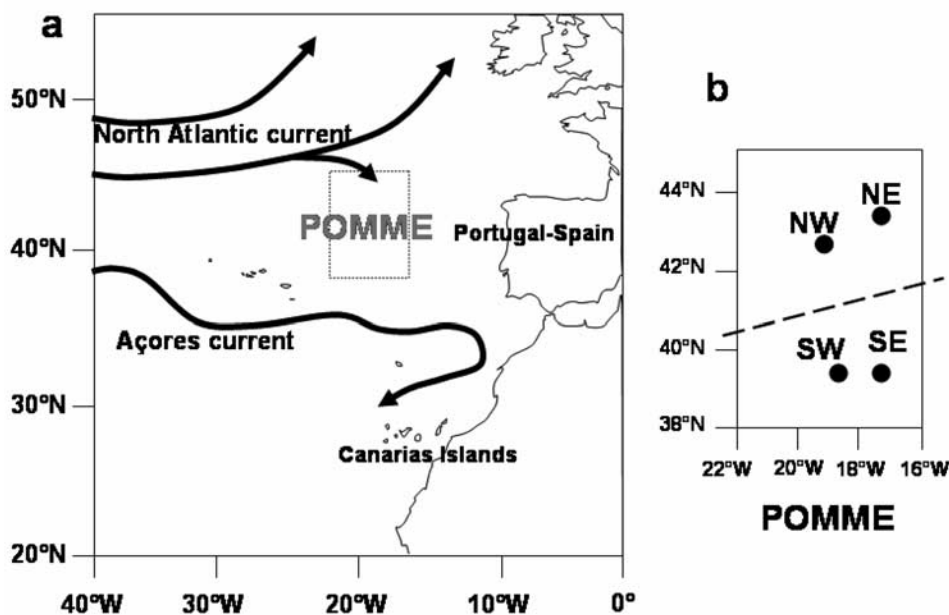 a
50°N
40°N
30°N
20°N
40°W
30°W
20°W
10°W
0°
North Atlantic current
POMME
Portugal-Spain
Açores current
Canarias Islands
b
44°N
42°N
40°N
38°N
22°W
20°W
18°W
16°W
NE
NW
SW
SE
POMME